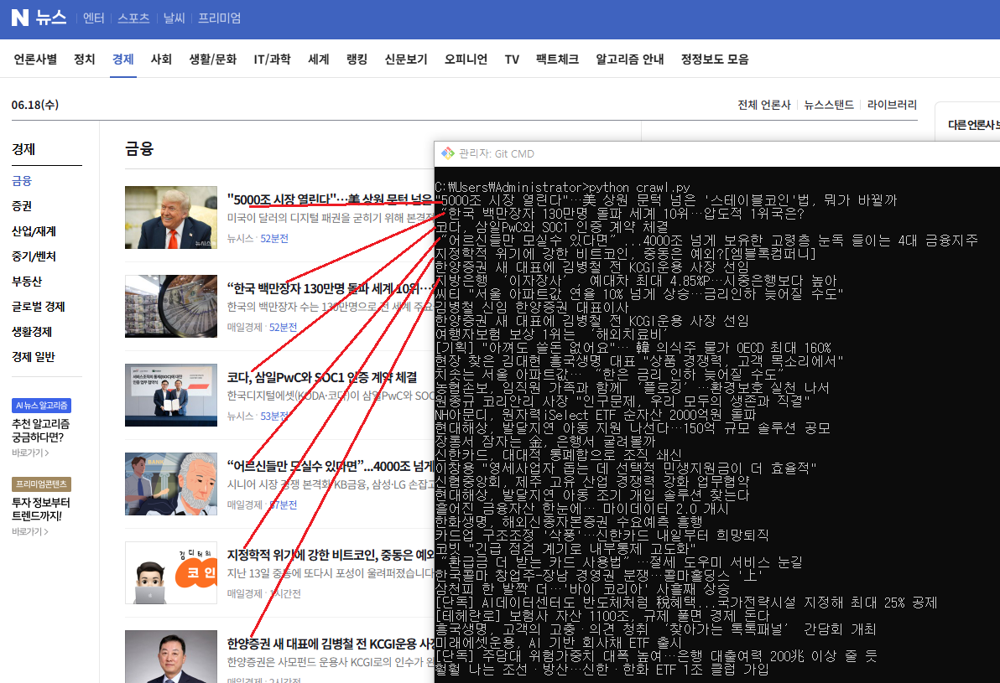 N 뉴스 엔터 스포츠 날씨 프리미엄
언론사별 정치 경제 사회 생활/문화 IT/과학 세계 랭킹 신문보기 오피니언 TV 팩트체크 알고리즘 안내 정정보도 모음
06.18(수)
전체 언론사 뉴스스탠드 라이브러리
다른 언론사 보
경제
금융
증권
산업/재계
중기/벤처
부동산
글로벌 경제
생활경제
경제 일반
AI 뉴스 알고리즘
추천 알고리즘
궁금하다면?
바로가기 >
프리미엄콘텐츠
투자 정보부터
트렌드까지!
바로가기 >
금융
"5000조 시장 열린다"…美 상원 문턱 넘은
미국이 달러의 디지털 패권을 굳히기 위해 본격적
뉴시스 · 52분전
뉴시스
“한국 백만장자 130만명 돌파 세계 10위…
한국의 백만장자 수는 130만명으로 전 세계 주요
매일경제 · 52분전
코다, 삼일PwC와 SOC1 인증 계약 체결
한국디지털에셋(KODA·코다)이 삼일PwC와 SOC
뉴시스 · 53분전
“어르신들만 모실수 있다면”...4000조 넘게
시니어 시장 경쟁 본격화 KB금융, 삼성·LG 손잡고
매일경제 · 57분전
BANK
지정학적 위기에 강한 비트코인, 중동은 예외
지난 13일 중동에 또다시 포성이 울려퍼졌습니다
매일경제 · 1시간전
코인
한양증권 새 대표에 김병철 전 KCGI운용 사장
한양증권은 사모펀드 운용사 KCGI로의 인수가 완
매일경제 · 2시간전
관리자: Git CMD
C:\Users\Administrator>python crawl.py
"5000조 시장 열린다"…美 상원 문턱 넘은 '스테이블코인'법, 뭐가 바뀔까
“한국 백만장자 130만명 돌파 세계 10위…압도적 1위국은?
코다, 삼일PwC와 SOC1 인증 계약 체결
“어르신들만 모실수 있다면”...4000조 넘게 보유한 고령층 눈독 들이는 4대 금융지주
지정학적 위기에 강한 비트코인, 중동은 예외?[엠블록컴퍼니]
한양증권 새 대표에 김병철 전 KCGI운용 사장 선임
지방은행 ‘이자장사’, 예대차 최대 4.85%P…시중은행보다 높아
씨티 "서울 아파트값 연율 10% 넘게 상승…금리인하 늦어질 수도"
김병철 신임 한양증권 대표이사
한양증권 새 대표에 김병철 전 KCGI운용 사장 선임
여행자보험 보상 1위는 ‘해외치료비’
[기획] "아껴도 쓸돈 없어요"… 韓 의식주 물가 OECD 최대 160%
현장 찾은 김대현 흥국생명 대표 "상품 경쟁력, 고객 목소리에서"
치솟는 서울 아파트값…“한은 금리 인하 늦어질 수도”
농협손보, 임직원 가족과 함께 ‘플로깅’…환경보호 실천 나서
원종규 코리안리 사장 "인구문제, 우리 모두의 생존과 직결"
NH아문디, 원자력iSelect ETF 순자산 2000억원 돌파
현대해상, 발달지연 아동 지원 나선다…150억 규모 솔루션 공모
장롱서 잠자는 金, 은행서 굴려볼까
신한카드, 대대적 통폐합으로 조직 쇄신
이창용 "영세사업자 돕는 데 선택적 민생지원금이 더 효율적"
신협중앙회, 제주 고유 산업 경쟁력 강화 업무협약
현대해상, 발달지연 아동 조기 개입 솔루션 찾는다
흩어진 금융자산 한눈에… 마이데이터 2.0 개시
한화생명, 해외신종자본증권 수요예측 흥행
카드업 구조조정 '삭풍'…신한카드 내일부터 희망퇴직
코빗 "긴급 점검 계기로 내부통제 고도화"
“환급금 더 받는 카드 사용법”…절세 도우미 서비스 눈길
한국콜마 창업주-장남 경영권 분쟁…콜마홀딩스 '上'
삼천피 한 발짝 더…'바이 코리아' 사흘째 상승
[단독] AI데이터센터도 반도체처럼 稅혜택...국가전략시설 지정해 최대 25% 공제
[테헤란로] 보험사 자산 1100조, 규제 풀면 경제 돈다
흥국생명, 고객의 고충·의견 청취 ‘찾아가는 톡톡패널’ 간담회 개최
미래에셋운용, AI 기반 회사채 ETF 출시
[단독] 주담대 위험가중치 대폭 높여…은행 대출여력 200兆 이상 줄 듯
훨훨 나는 조선·방산…신한·한화 ETF 1조 클럽 가입